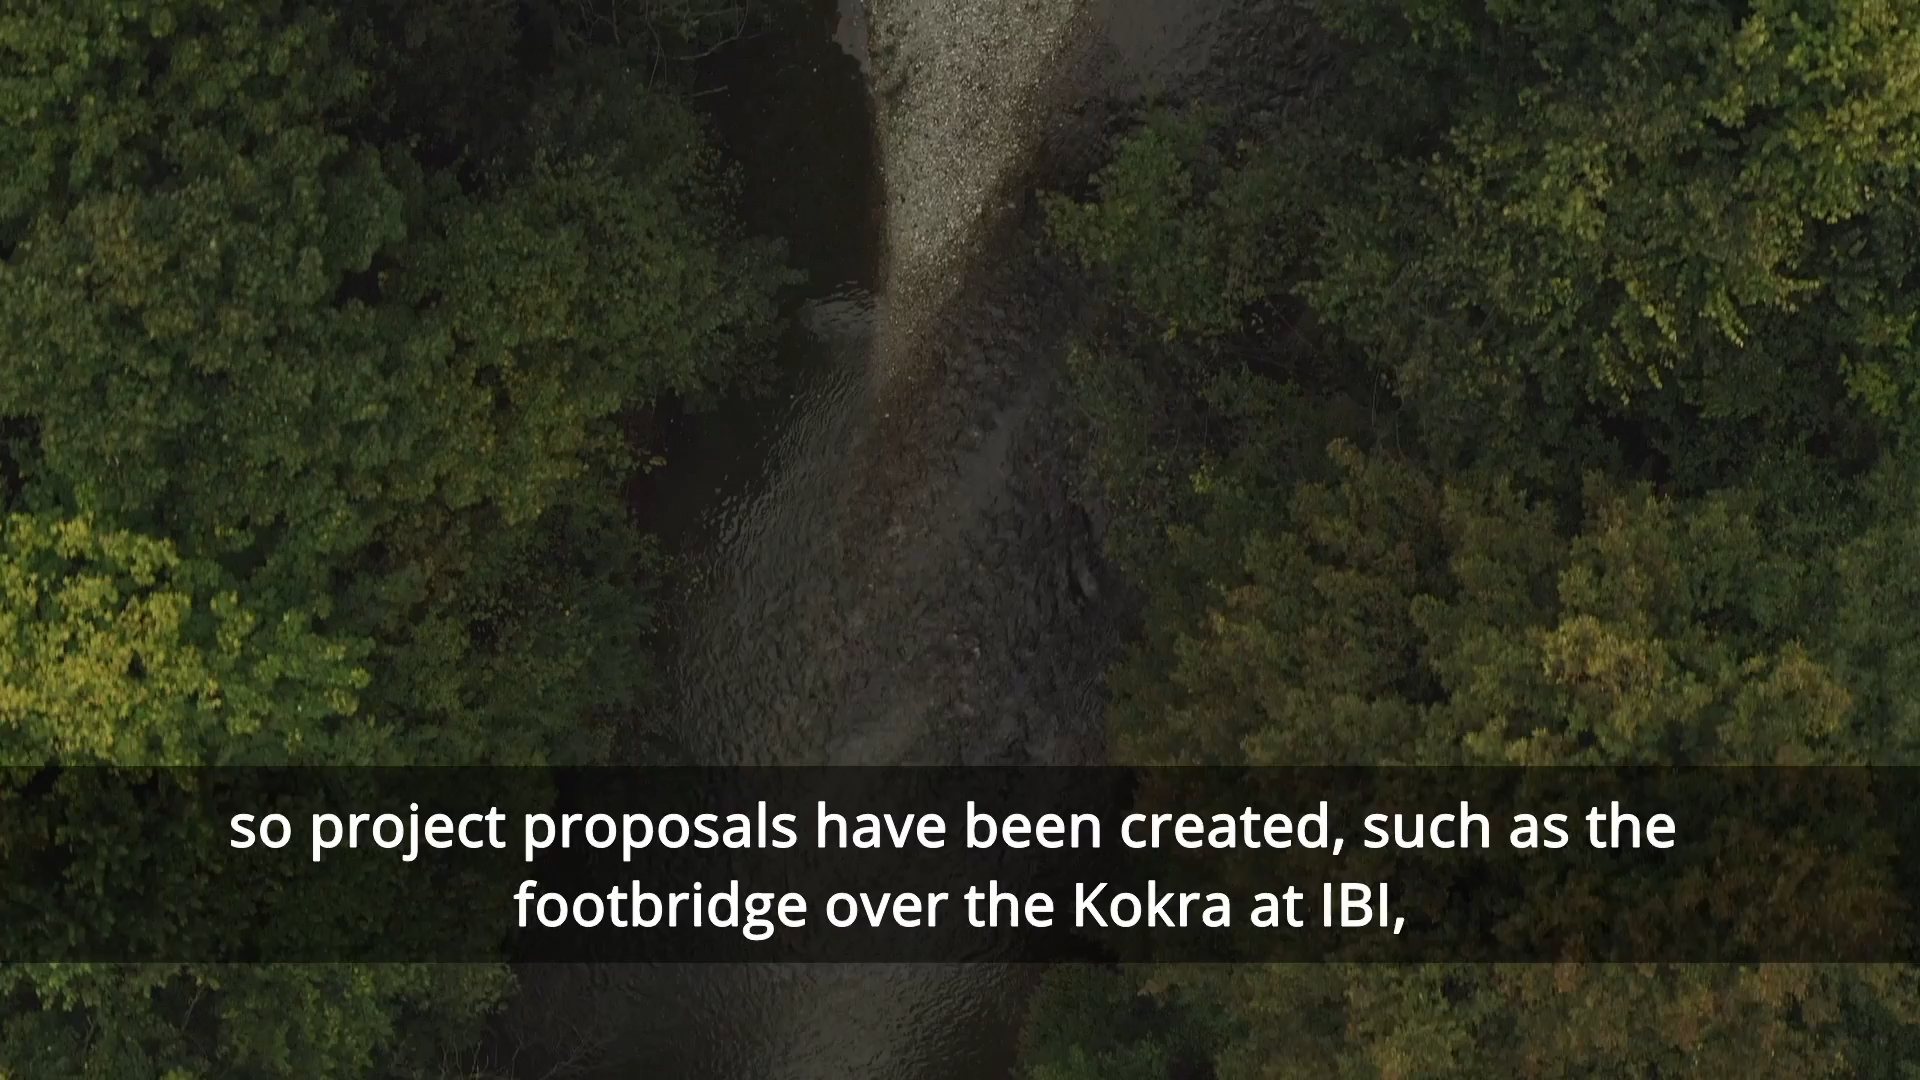 so project proposals have been created, such as the
footbridge over the Kokra at IBI,